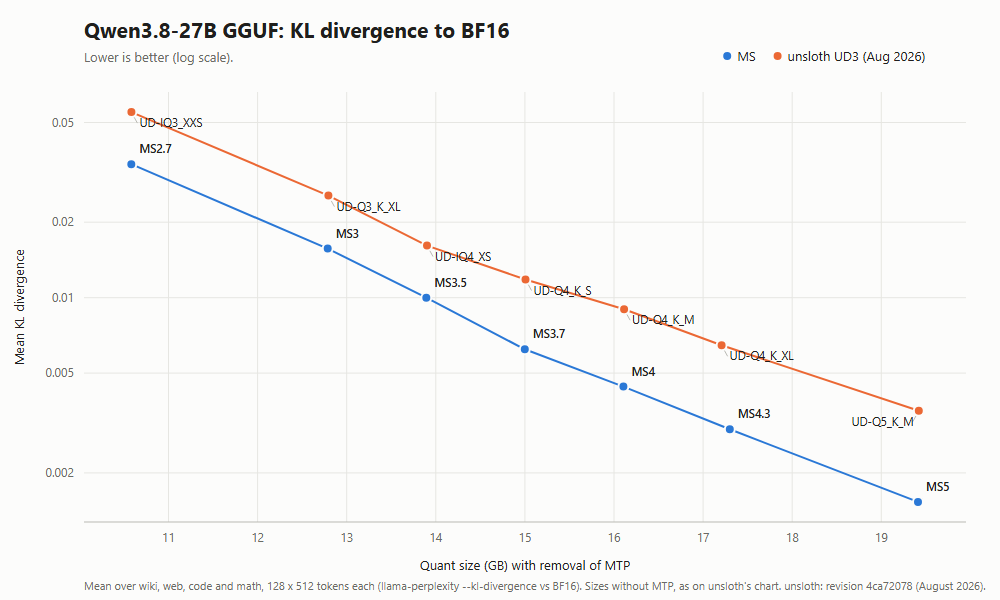 Qwen3.8-27B GGUF: KL divergence to BF16
Lower is better (log scale).
MS
unsloth UD3 (Aug 2026)
0.05
0.02
0.01
0.005
0.002
Mean KL divergence
UD-IQ3_XXS
MS2.7
UD-Q3_K_XL
MS3
UD-IQ4_XS
MS3.5
UD-Q4_K_S
MS3.7
UD-Q4_K_M
MS4
UD-Q4_K_XL
MS4.3
UD-Q5_K_M
MS5
11
12
13
14
15
16
17
18
19
Quant size (GB) with removal of MTP
Mean over wiki, web, code and math, 128 x 512 tokens each (llama-perplexity --kl-divergence vs BF16). Sizes without MTP, as on unsloth's chart. unsloth: revision 4ca72078 (August 2026).